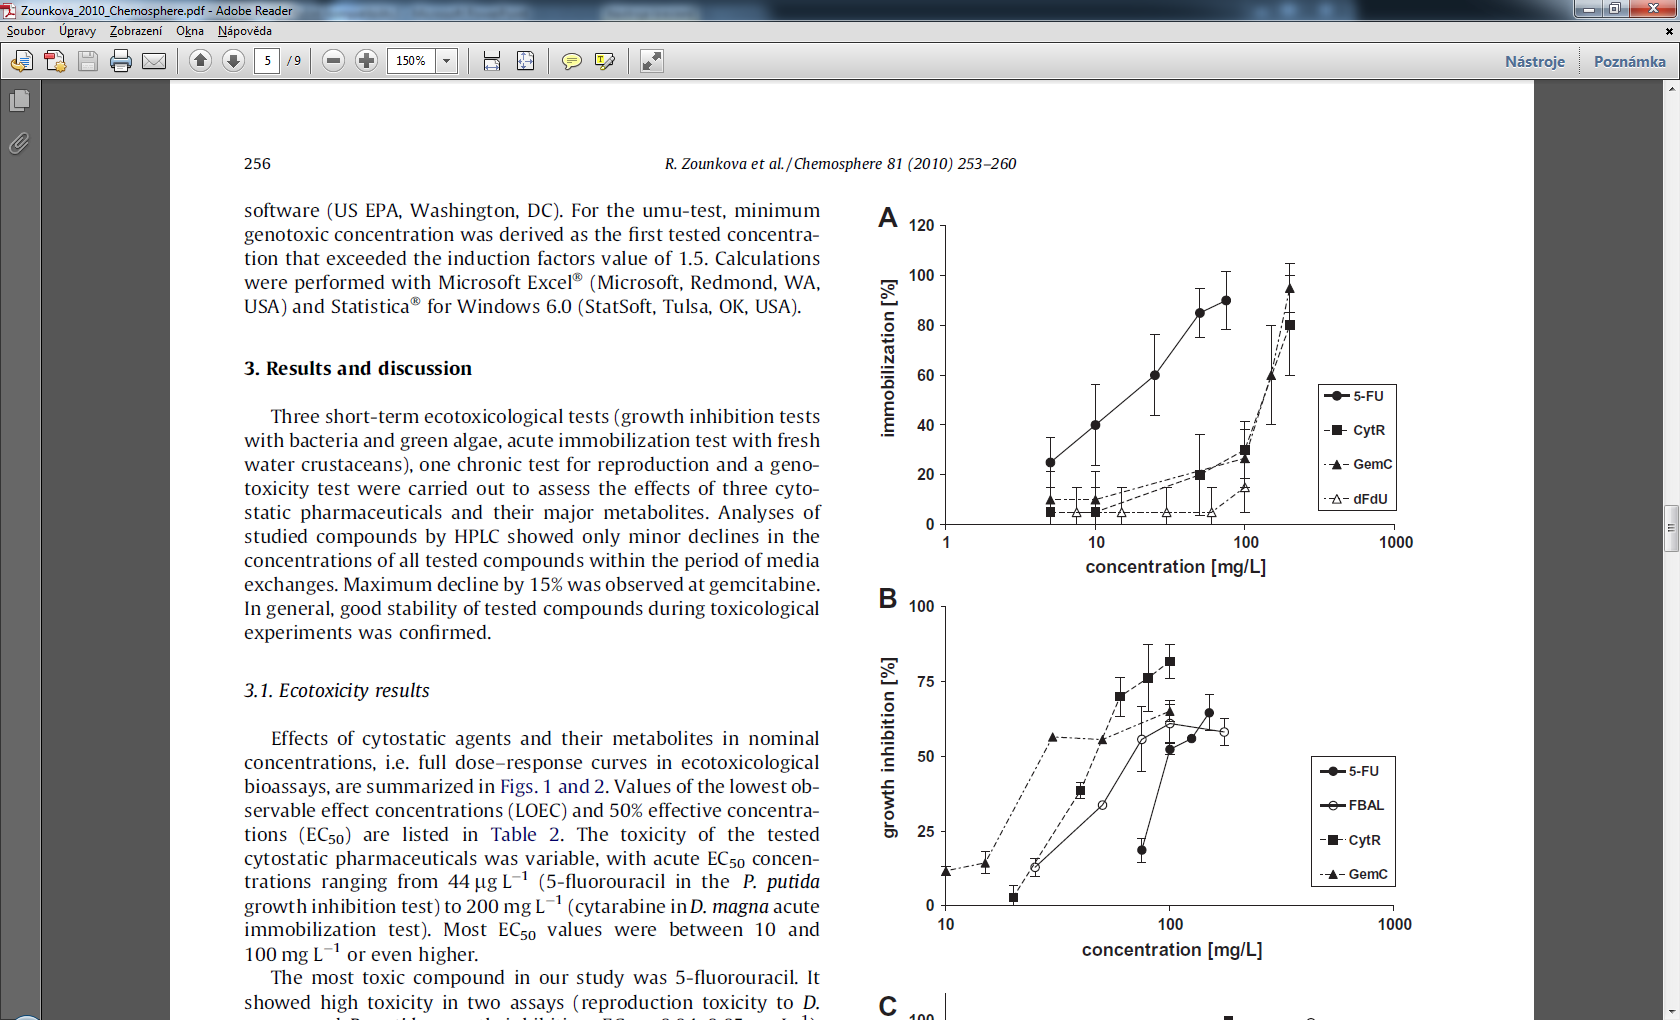 Zounkova_2010_Chemosphere.pdf - Adobe Reader
Soubor Úpravy Zobrazení Okna Nápověda
5 / 9 150% Nástroje Poznámka
256 R. Zounkova et al. / Chemosphere 81 (2010) 253–260
software (US EPA, Washington, DC). For the umu-test, minimum
genotoxic concentration was derived as the first tested concentra-
tion that exceeded the induction factors value of 1.5. Calculations
were performed with Microsoft Excel® (Microsoft, Redmond, WA,
USA) and Statistica® for Windows 6.0 (StatSoft, Tulsa, OK, USA).
3. Results and discussion
Three short-term ecotoxicological tests (growth inhibition tests
with bacteria and green algae, acute immobilization test with fresh
water crustaceans), one chronic test for reproduction and a geno-
toxicity test were carried out to assess the effects of three cyto-
static pharmaceuticals and their major metabolites. Analyses of
studied compounds by HPLC showed only minor declines in the
concentrations of all tested compounds within the period of media
exchanges. Maximum decline by 15% was observed at gemcitabine.
In general, good stability of tested compounds during toxicological
experiments was confirmed.
3.1. Ecotoxicity results
Effects of cytostatic agents and their metabolites in nominal
concentrations, i.e. full dose–response curves in ecotoxicological
bioassays, are summarized in Figs. 1 and 2. Values of the lowest ob-
servable effect concentrations (LOEC) and 50% effective concentra-
tions (EC50) are listed in Table 2. The toxicity of the tested
cytostatic pharmaceuticals was variable, with acute EC50 concen-
trations ranging from 44 μg L−1 (5-fluorouracil in the P. putida
growth inhibition test) to 200 mg L−1 (cytarabine in D. magna acute
immobilization test). Most EC50 values were between 10 and
100 mg L−1 or even higher.
The most toxic compound in our study was 5-fluorouracil. It
showed high toxicity in two assays (reproduction toxicity to D.
A
120
100
80
60
40
20
0
immobilization [%]
1 10 100 1000
concentration [mg/L]
5-FU
CytR
GemC
dFdU
B
100
75
50
25
0
growth inhibition [%]
10 100 1000
concentration [mg/L]
5-FU
FBAL
CytR
GemC
C
100